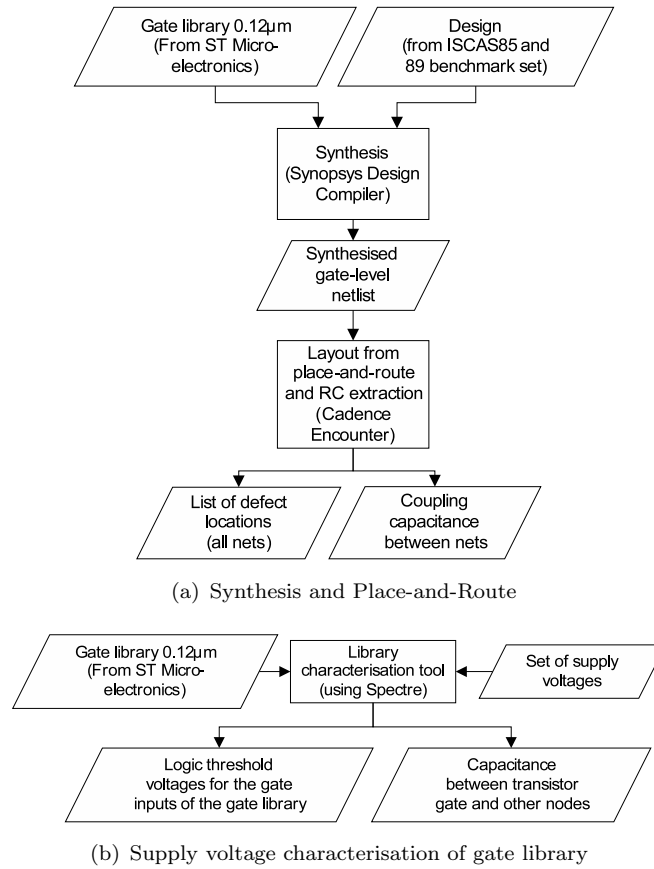 Gate library 0.12µm
(From ST Micro-
electronics)
Design
(from ISCAS85 and
89 benchmark set)
Synthesis
(Synopsys Design
Compiler)
Synthesised
gate-level
netlist
Layout from
place-and-route
and RC extraction
(Cadence
Encounter)
List of defect
locations
(all nets)
Coupling
capacitance
between nets
(a) Synthesis and Place-and-Route
Gate library 0.12µm
(From ST Micro-
electronics)
Library
characterisation tool
(using Spectre)
Set of supply
voltages
Logic threshold
voltages for the gate
inputs of the gate library
Capacitance
between transistor
gate and other nodes
(b) Supply voltage characterisation of gate library